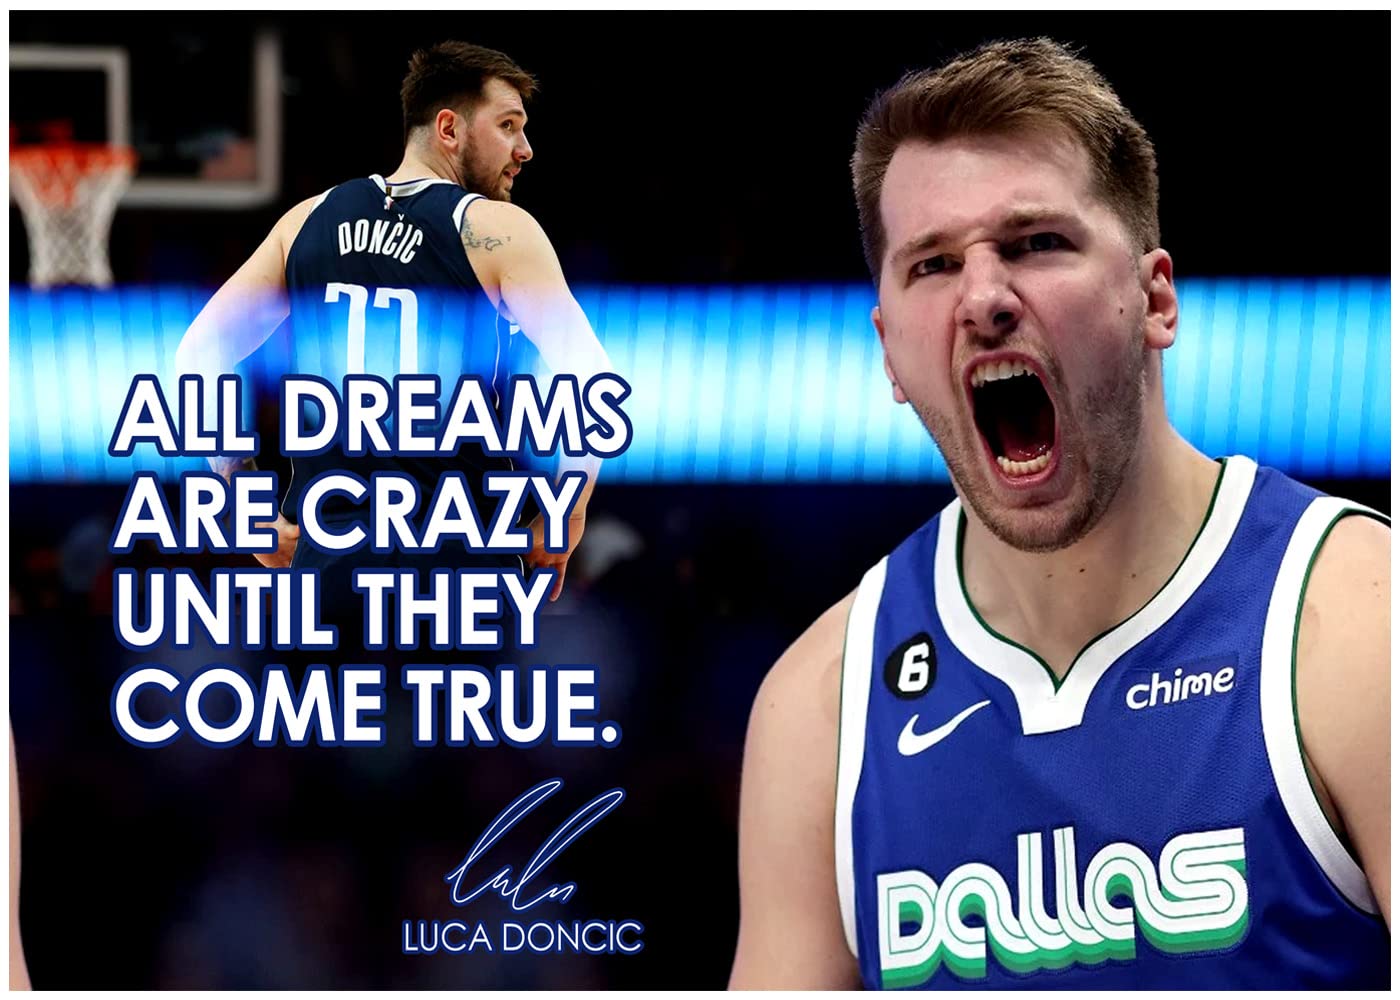 DONČIĆ
77
ALL DREAMS
ARE CRAZY
UNTIL THEY
COME TRUE.
LUCA DONCIC
6
chime
Dallas